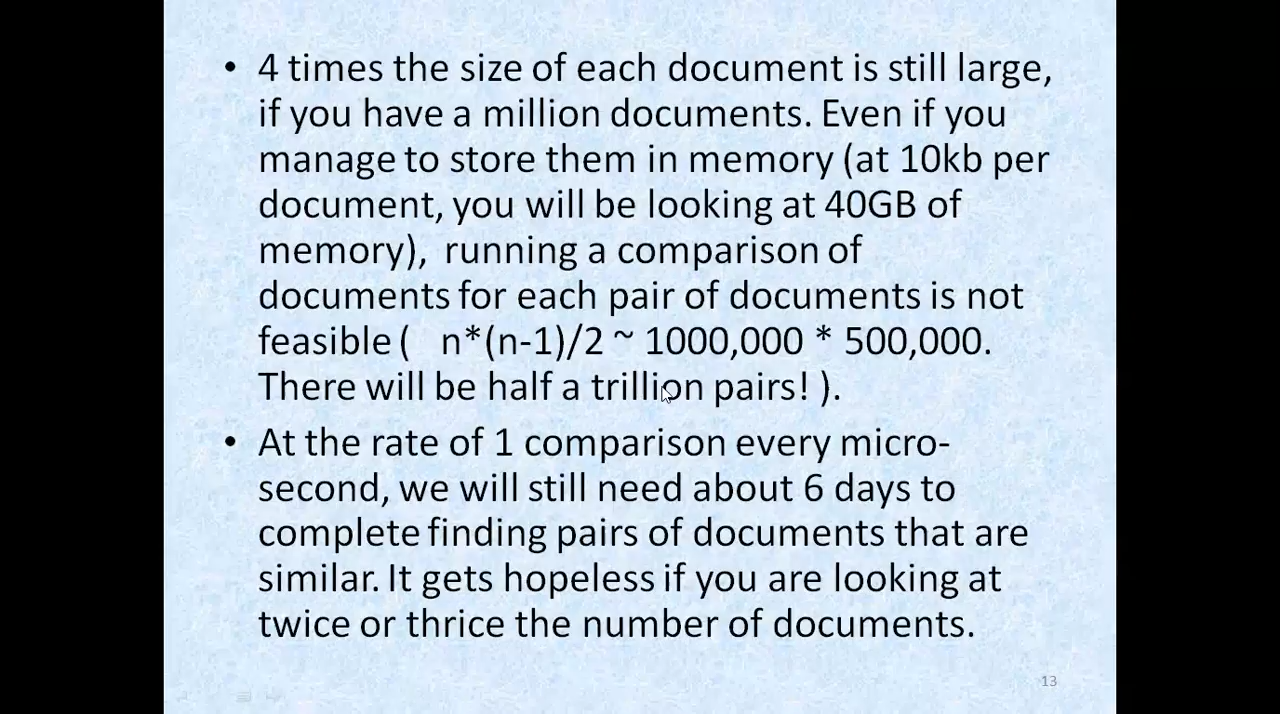 • 4 times the size of each document is still large,
if you have a million documents. Even if you
manage to store them in memory (at 10kb per
document, you will be looking at 40GB of
memory),  running a comparison of
documents for each pair of documents is not
feasible (   n*(n-1)/2 ~ 1000,000 * 500,000.
There will be half a trillion pairs! ).
• At the rate of 1 comparison every micro-
second, we will still need about 6 days to
complete finding pairs of documents that are
similar. It gets hopeless if you are looking at
twice or thrice the number of documents.
13